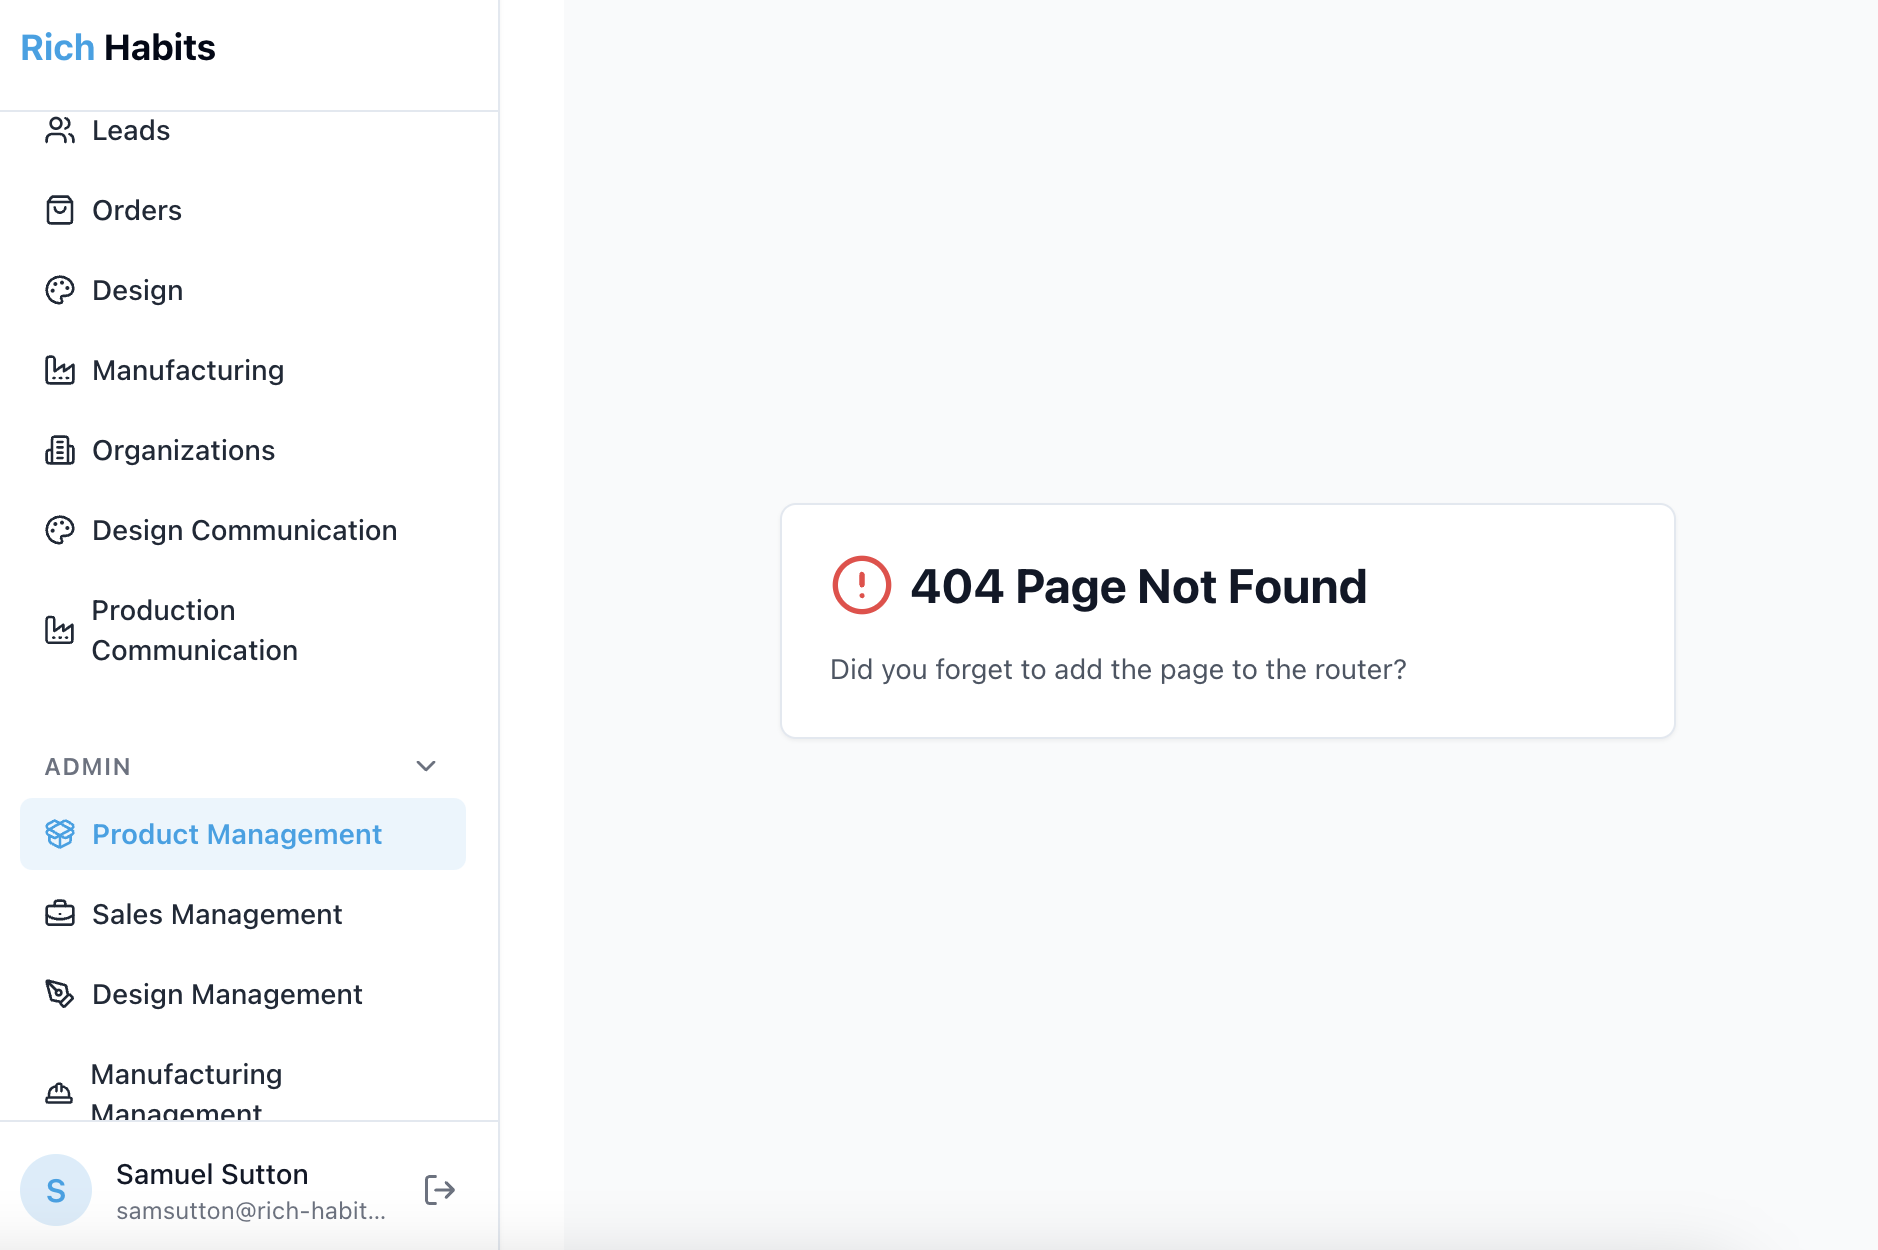 Rich Habits
Leads
Orders
Design
Manufacturing
Organizations
Design Communication
Production
Communication
ADMIN
Product Management
Sales Management
Design Management
Manufacturing
Management
S
Samuel Sutton
samsutton@rich-habit...
404 Page Not Found
Did you forget to add the page to the router?